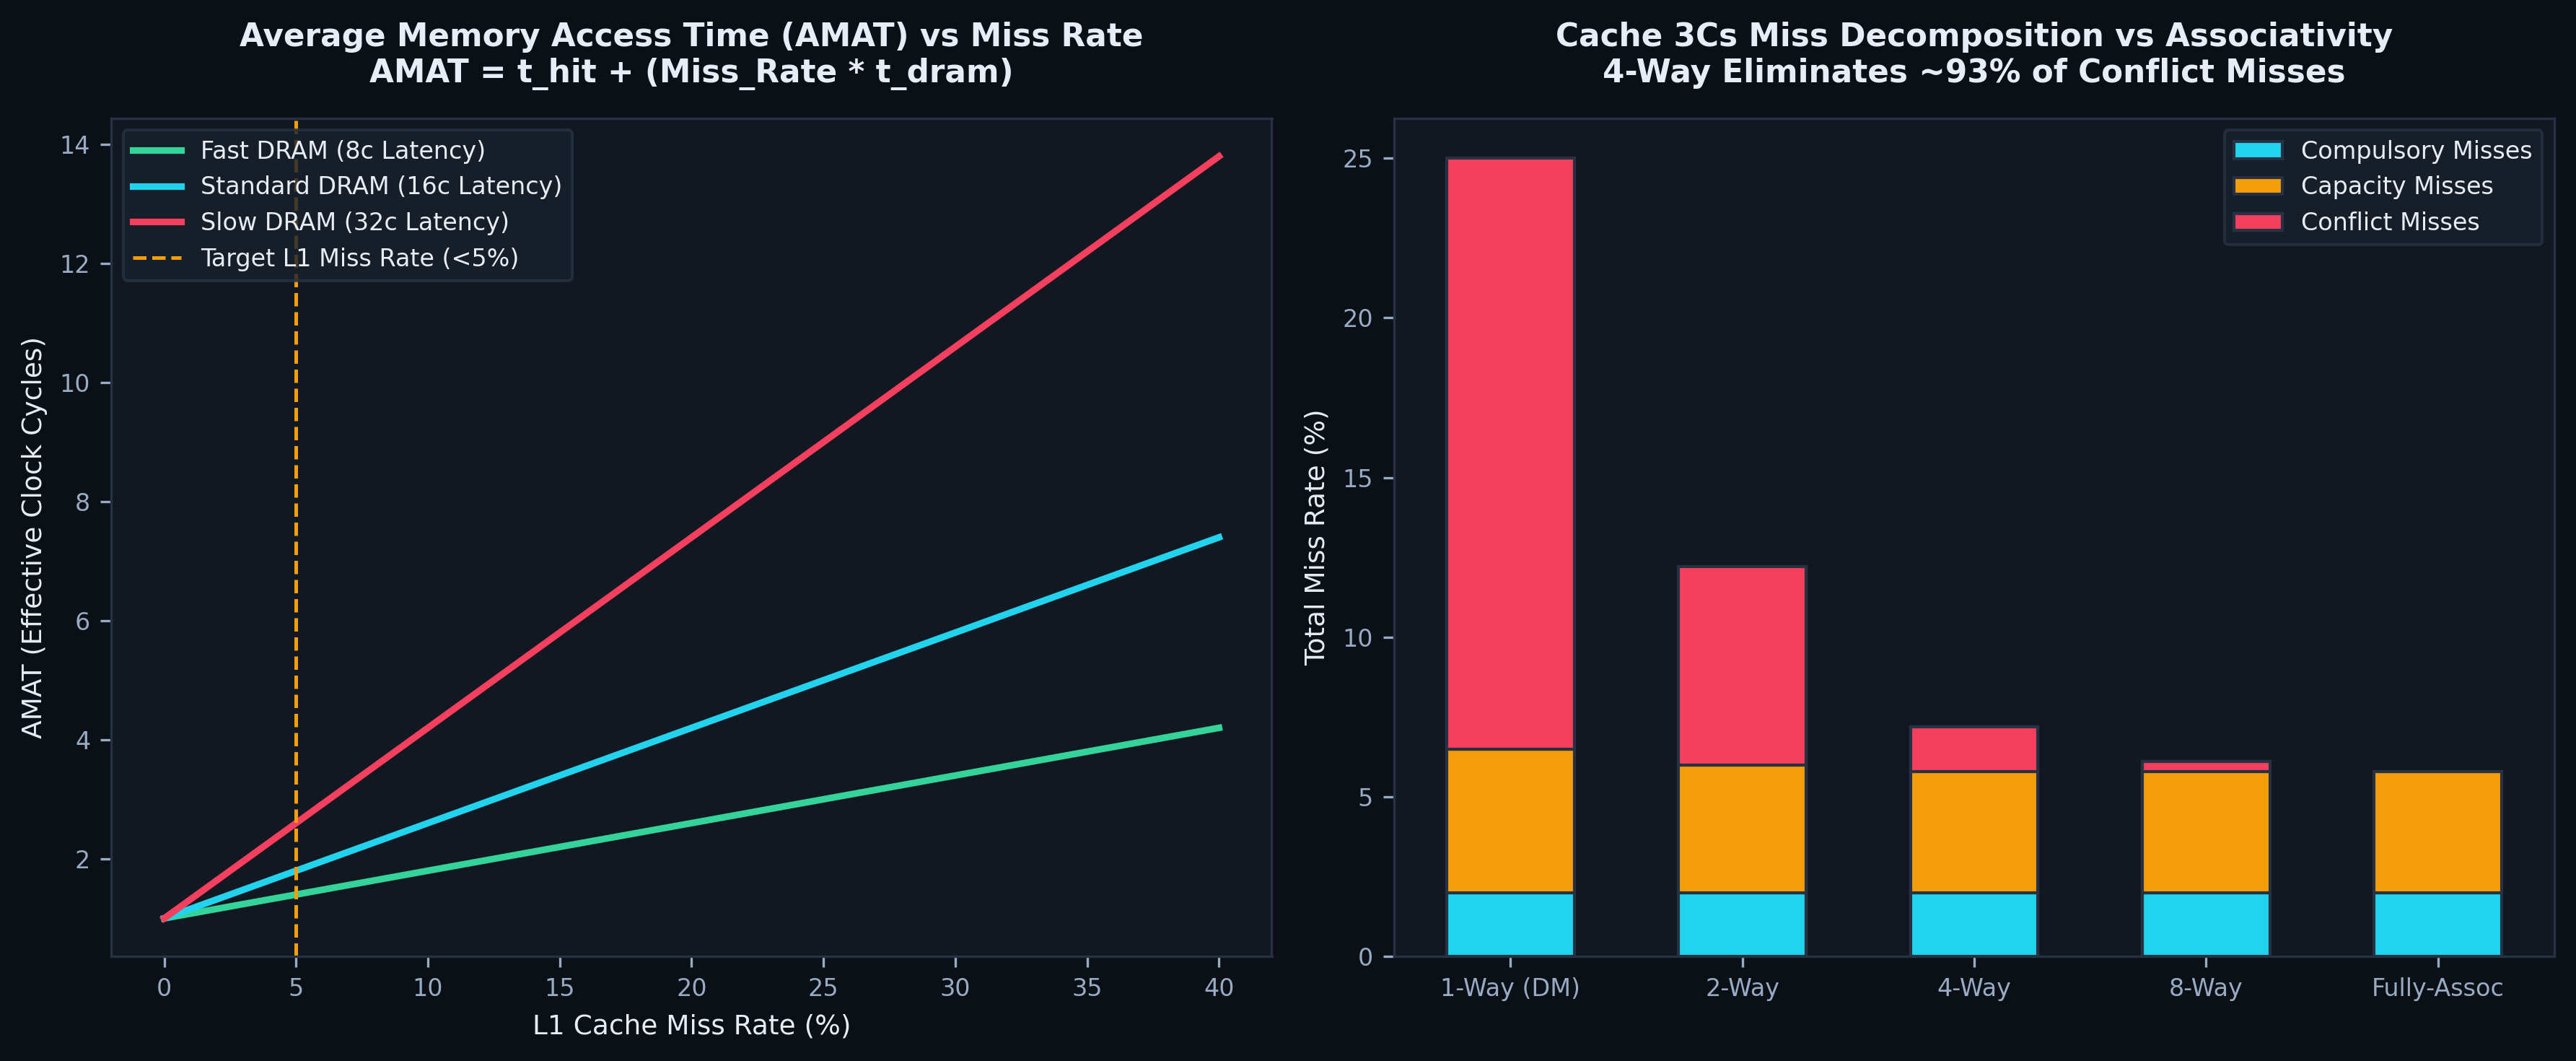 Average Memory Access Time (AMAT) vs Miss Rate
AMAT = t_hit + (Miss_Rate * t_dram)
14
12
10
8
6
4
2
AMAT (Effective Clock Cycles)
Fast DRAM (8c Latency)
Standard DRAM (16c Latency)
Slow DRAM (32c Latency)
Target L1 Miss Rate (<5%)
0 5 10 15 20 25 30 35 40
L1 Cache Miss Rate (%)
Cache 3Cs Miss Decomposition vs Associativity
4-Way Eliminates ~93% of Conflict Misses
25
20
15
10
5
0
Total Miss Rate (%)
Compulsory Misses
Capacity Misses
Conflict Misses
1-Way (DM) 2-Way 4-Way 8-Way Fully-Assoc